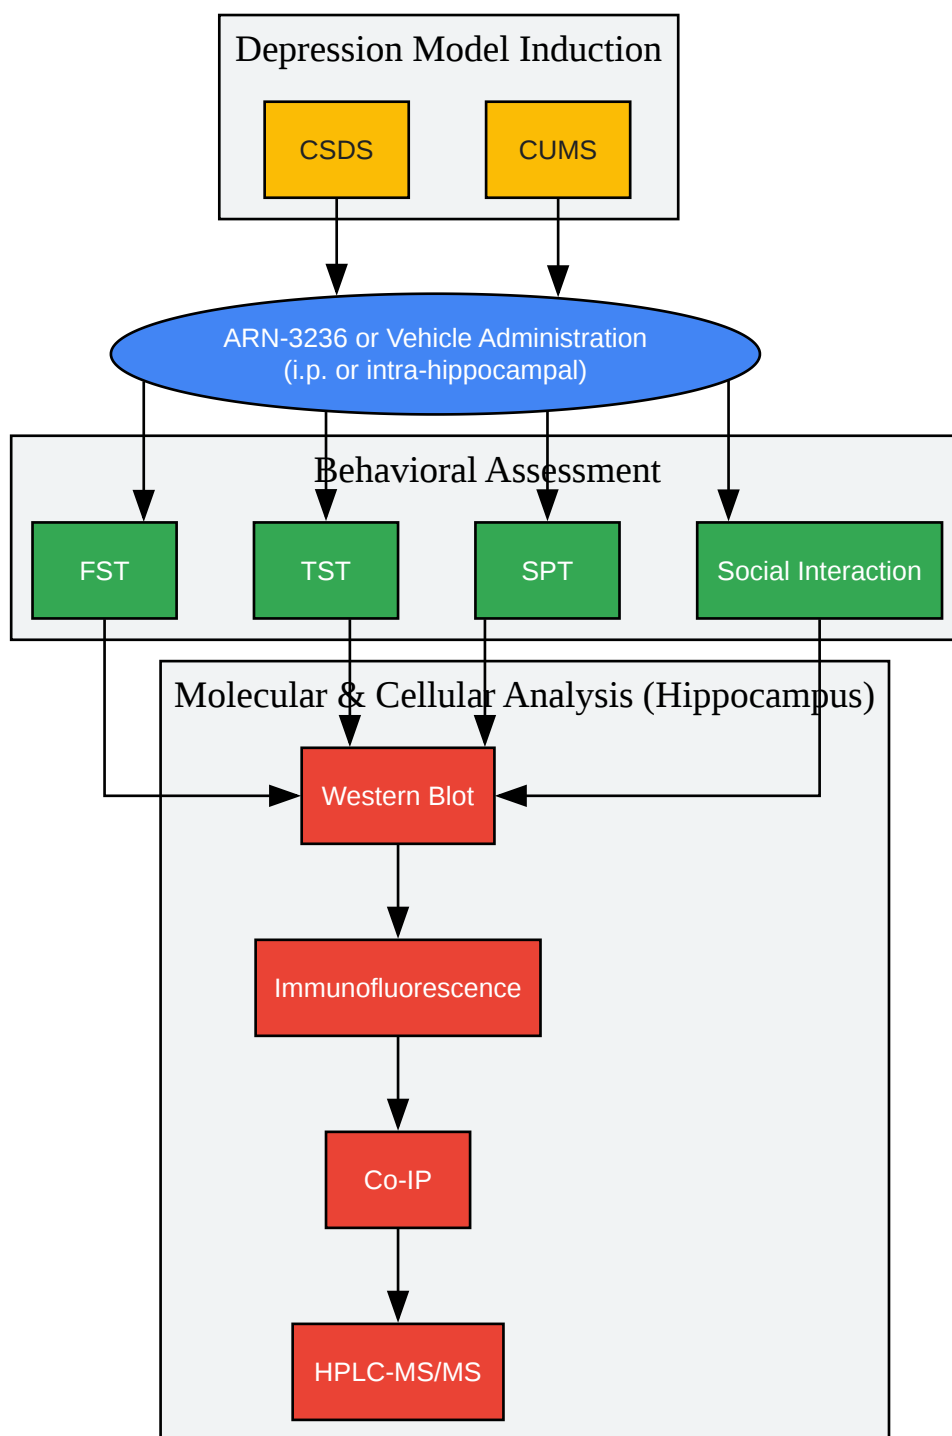 Depression Model Induction
CSDS
CUMS
ARN-3236 or Vehicle Administration
(i.p. or intra-hippocampal)
Behavioral Assessment
FST
TST
SPT
Social Interaction
Molecular & Cellular Analysis (Hippocampus)
Western Blot
Immunofluorescence
Co-IP
HPLC-MS/MS